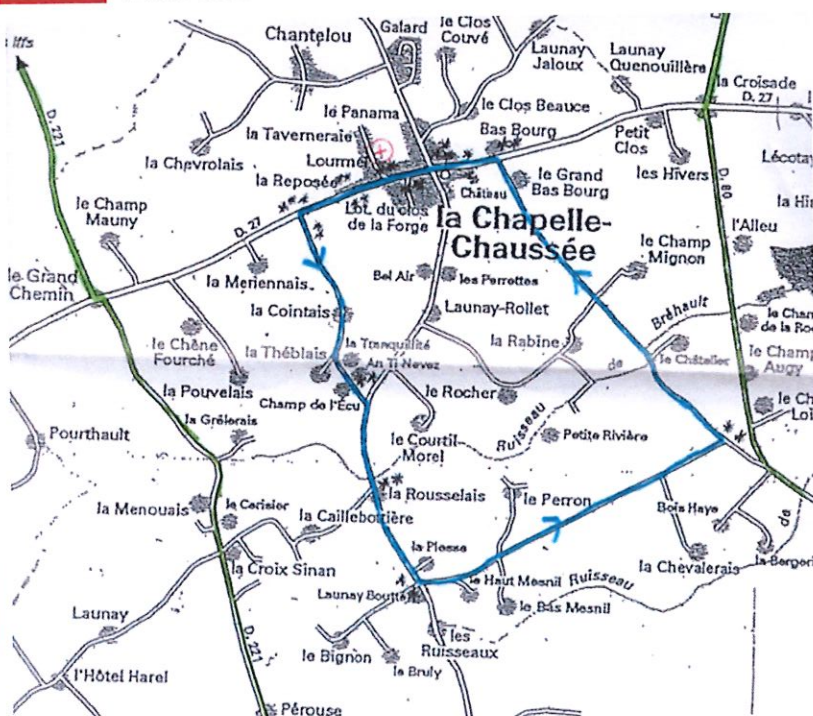 Iffs
D. 221
Chantelou
Galard
le Clos
Couvé
Launay
Jaloux
Launay
Quenouillère
la Croisade
D. 27
le Panama
le Clos Beauce
la Taverneraie
Bas Bourg
Petit
Clos
la Chevrolais
Lourmel
la Reposée
Château
le Grand
Bas Bourg
les Hivers
D. 80
Lot. du clos
de la Forge
la Chapelle-
Chaussée
le Champ
Mauny
D. 27
l'Alleu
le Champ
Mignon
la Meriennais
Bel Air
les Perrettes
le Grand
Chemin
la Cointais
Launay-Rollet
Bréhault
le Chêne
Fourché
la Théblais
la Tranquillité
An Ti Nevez
la Rabine
de
le Châtelier
le Champ
Augy
la Pouvelais
Champ de l'Ecu
le Rocher
la Grêlerais
Pourthault
le Courtil-
Morel
Ruisseau
Petite Rivière
la Menouais
le Cerisier
la Rousselais
le Perron
la Caillebottière
Bois Haye
de
la Croix Sinan
la Plesse
la Chevalerais
Launay
Launay Boutte
le Haut Mesnil
Ruisseau
le Bas Mesnil
D. 221
les
Ruisseaux
le Bignon
l'Hôtel Harel
le Bruly
Pérouse